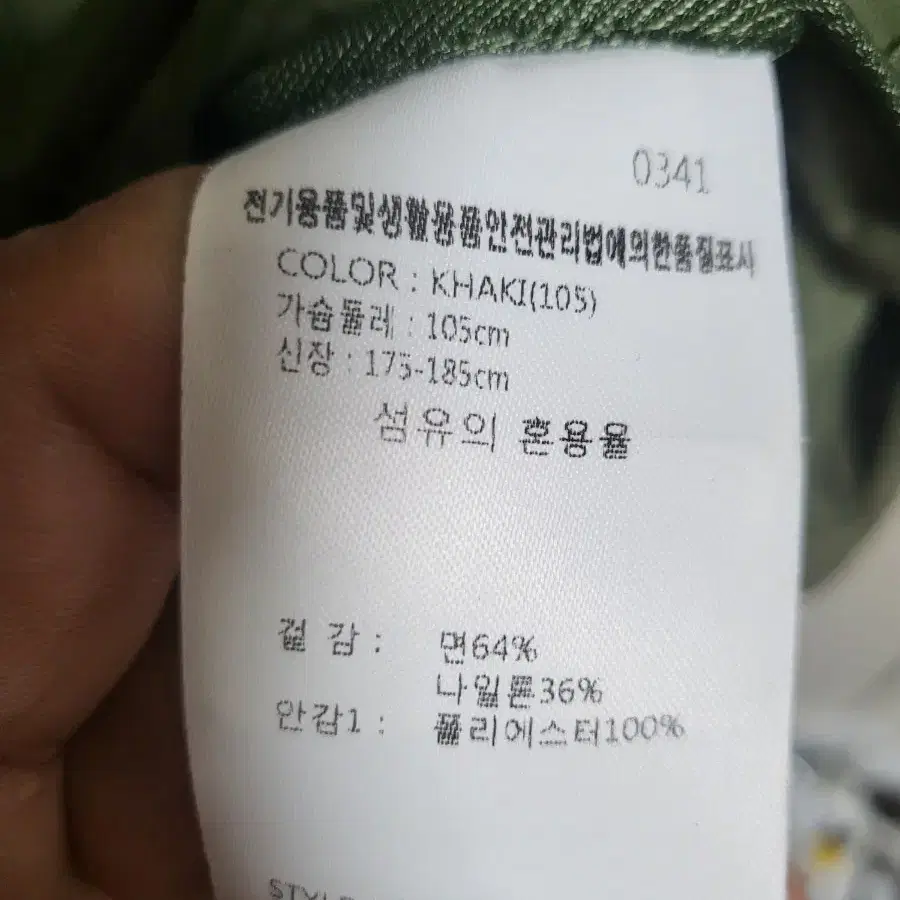 0341
전기용품및생활용품안전관리법에의한품질표시
COLOR : KHAKI(105)
가슴둘레 : 105cm
신장 : 175-185cm
섬유의 혼용율
겉 감 : 면64%
나일론36%
안감1 : 폴리에스터100%